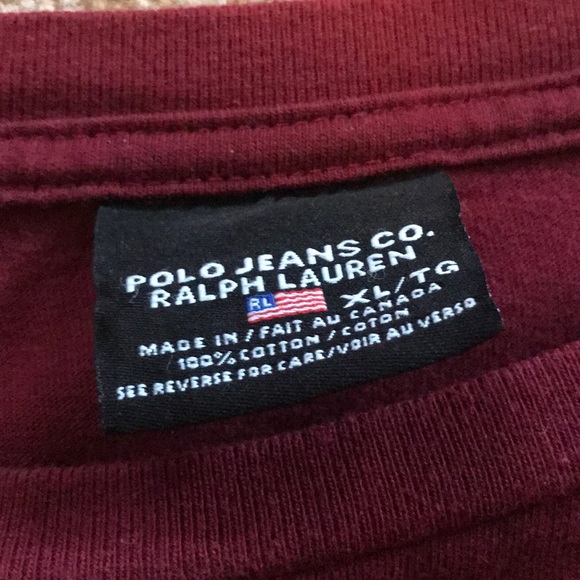 POLO JEANS CO.
RALPH LAUREN
RL XL/TG
MADE IN/FAIT AU CANADA
100% COTTON/COTON
SEE REVERSE FOR CARE/VOIR AU VERSO